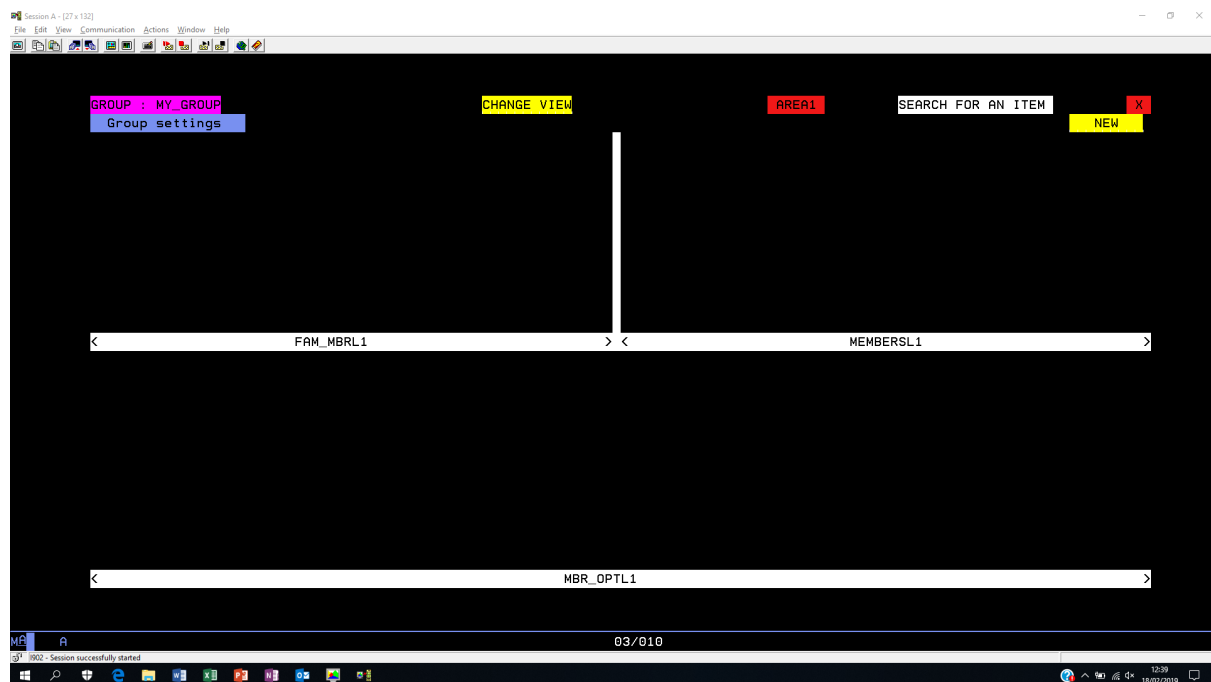 Session A - [27 x 132]
File Edit View Communication Actions Window Help
GROUP : MY_GROUP CHANGE VIEW AREA1 SEARCH FOR AN ITEM X
Group settings NEW
< FAM_MBRL1 > < MEMBERSL1 >
< MBR_OPTL1 >
MA A 03/010
I902 - Session successfully started
12:39
18/02/2019